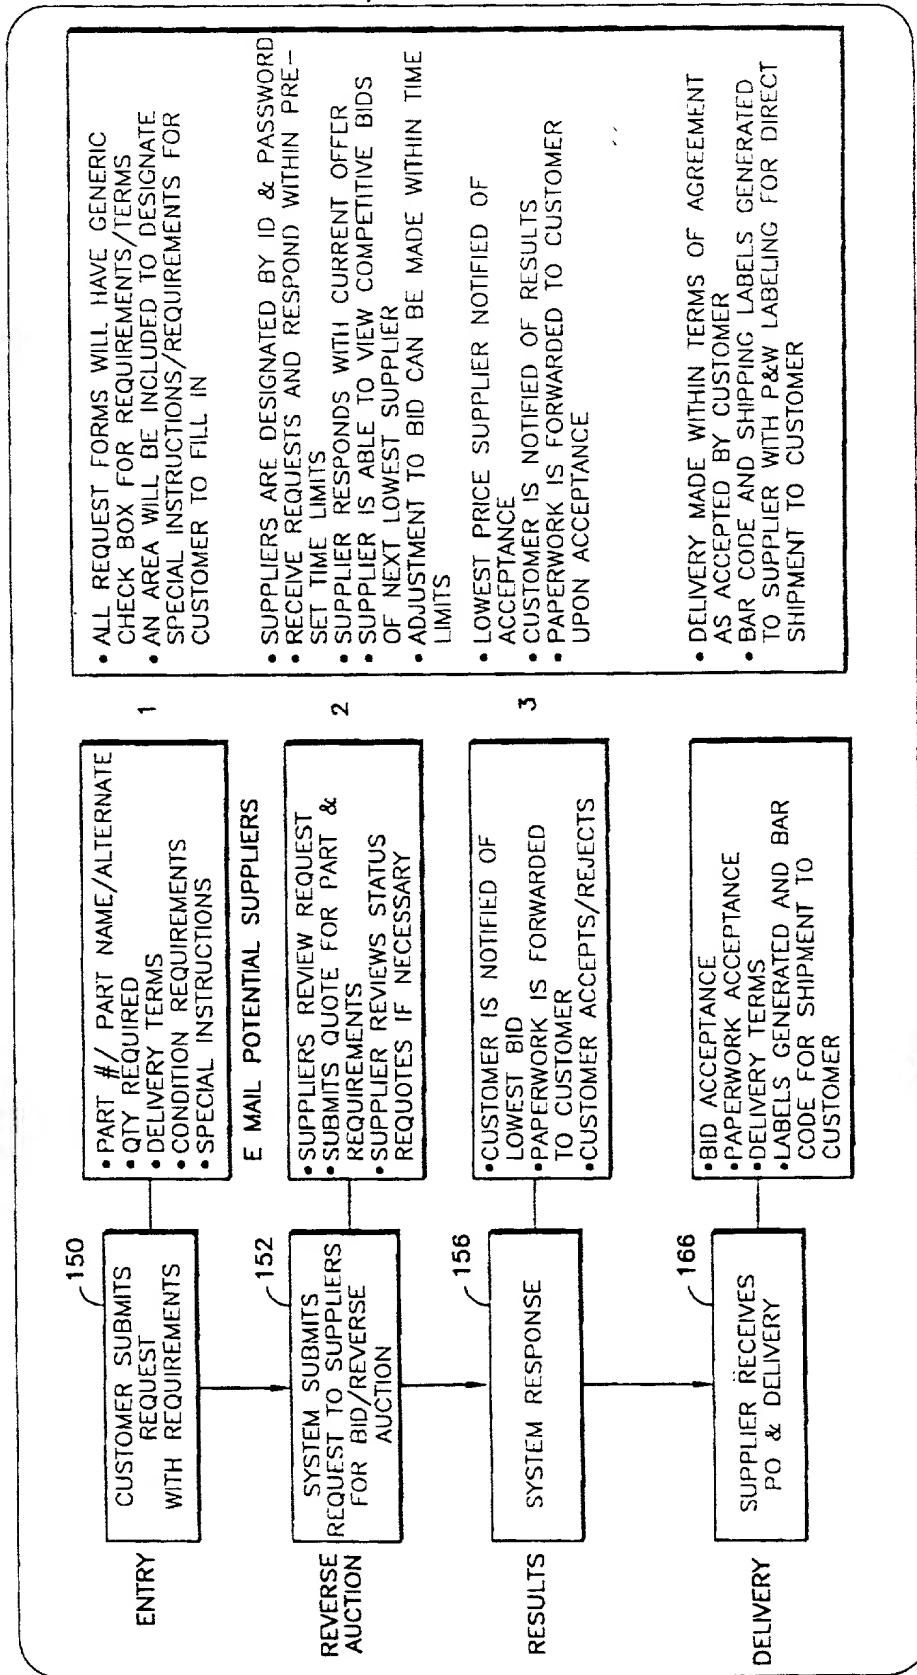 ENTRY
150
CUSTOMER SUBMITS
REQUEST
WITH REQUIREMENTS
• PART #/ PART NAME/ALTERNATE
• QTY REQUIRED
• DELIVERY TERMS
• CONDITION REQUIREMENTS
• SPECIAL INSTRUCTIONS
1
• ALL REQUEST FORMS WILL HAVE GENERIC
CHECK BOX FOR REQUIREMENTS/TERMS
• AN AREA WILL BE INCLUDED TO DESIGNATE
SPECIAL INSTRUCTIONS/REQUIREMENTS FOR
CUSTOMER TO FILL IN
E MAIL POTENTIAL SUPPLIERS
REVERSE
AUCTION
152
SYSTEM SUBMITS
REQUEST TO SUPPLIERS
FOR BID/REVERSE
AUCTION
• SUPPLIERS REVIEW REQUEST
• SUBMITS QUOTE FOR PART &
REQUIREMENTS
• SUPPLIER REVIEWS STATUS
REQUOTES IF NECESSARY
2
• SUPPLIERS ARE DESIGNATED BY ID & PASSWORD
• RECEIVE REQUESTS AND RESPOND WITHIN PRE-
SET TIME LIMITS
• SUPPLIER RESPONDS WITH CURRENT OFFER
• SUPPLIER IS ABLE TO VIEW COMPETITIVE BIDS
OF NEXT LOWEST SUPPLIER
• ADJUSTMENT TO BID CAN BE MADE WITHIN TIME
LIMITS
RESULTS
156
SYSTEM RESPONSE
• CUSTOMER IS NOTIFIED OF
LOWEST BID
• PAPERWORK IS FORWARDED
TO CUSTOMER
• CUSTOMER ACCEPTS/REJECTS
3
• LOWEST PRICE SUPPLIER NOTIFIED OF
ACCEPTANCE
• CUSTOMER IS NOTIFIED OF RESULTS
• PAPERWORK IS FORWARDED TO CUSTOMER
UPON ACCEPTANCE
DELIVERY
166
SUPPLIER RECEIVES
PO & DELIVERY
• BID ACCEPTANCE
• PAPERWORK ACCEPTANCE
• DELIVERY TERMS
• LABELS GENERATED AND BAR
CODE FOR SHIPMENT TO
CUSTOMER
• DELIVERY MADE WITHIN TERMS OF AGREEMENT
AS ACCEPTED BY CUSTOMER
• BAR CODE AND SHIPPING LABELS GENERATED
TO SUPPLIER WITH P&W LABELING FOR DIRECT
SHIPMENT TO CUSTOMER